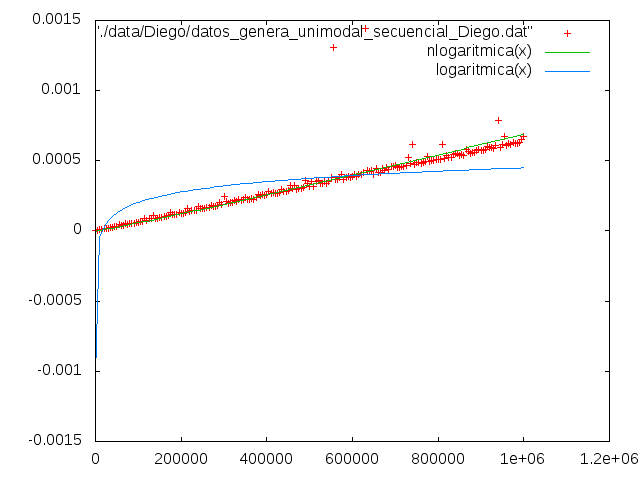 0.0015
"./data/Diego/datos_genera_unimodal_secuencial_Diego.dat"
nlogaritmica(x)
logaritmica(x)
0.001
0.0005
0
-0.0005
-0.001
-0.0015
0 200000 400000 600000 800000 1e+06 1.2e+06